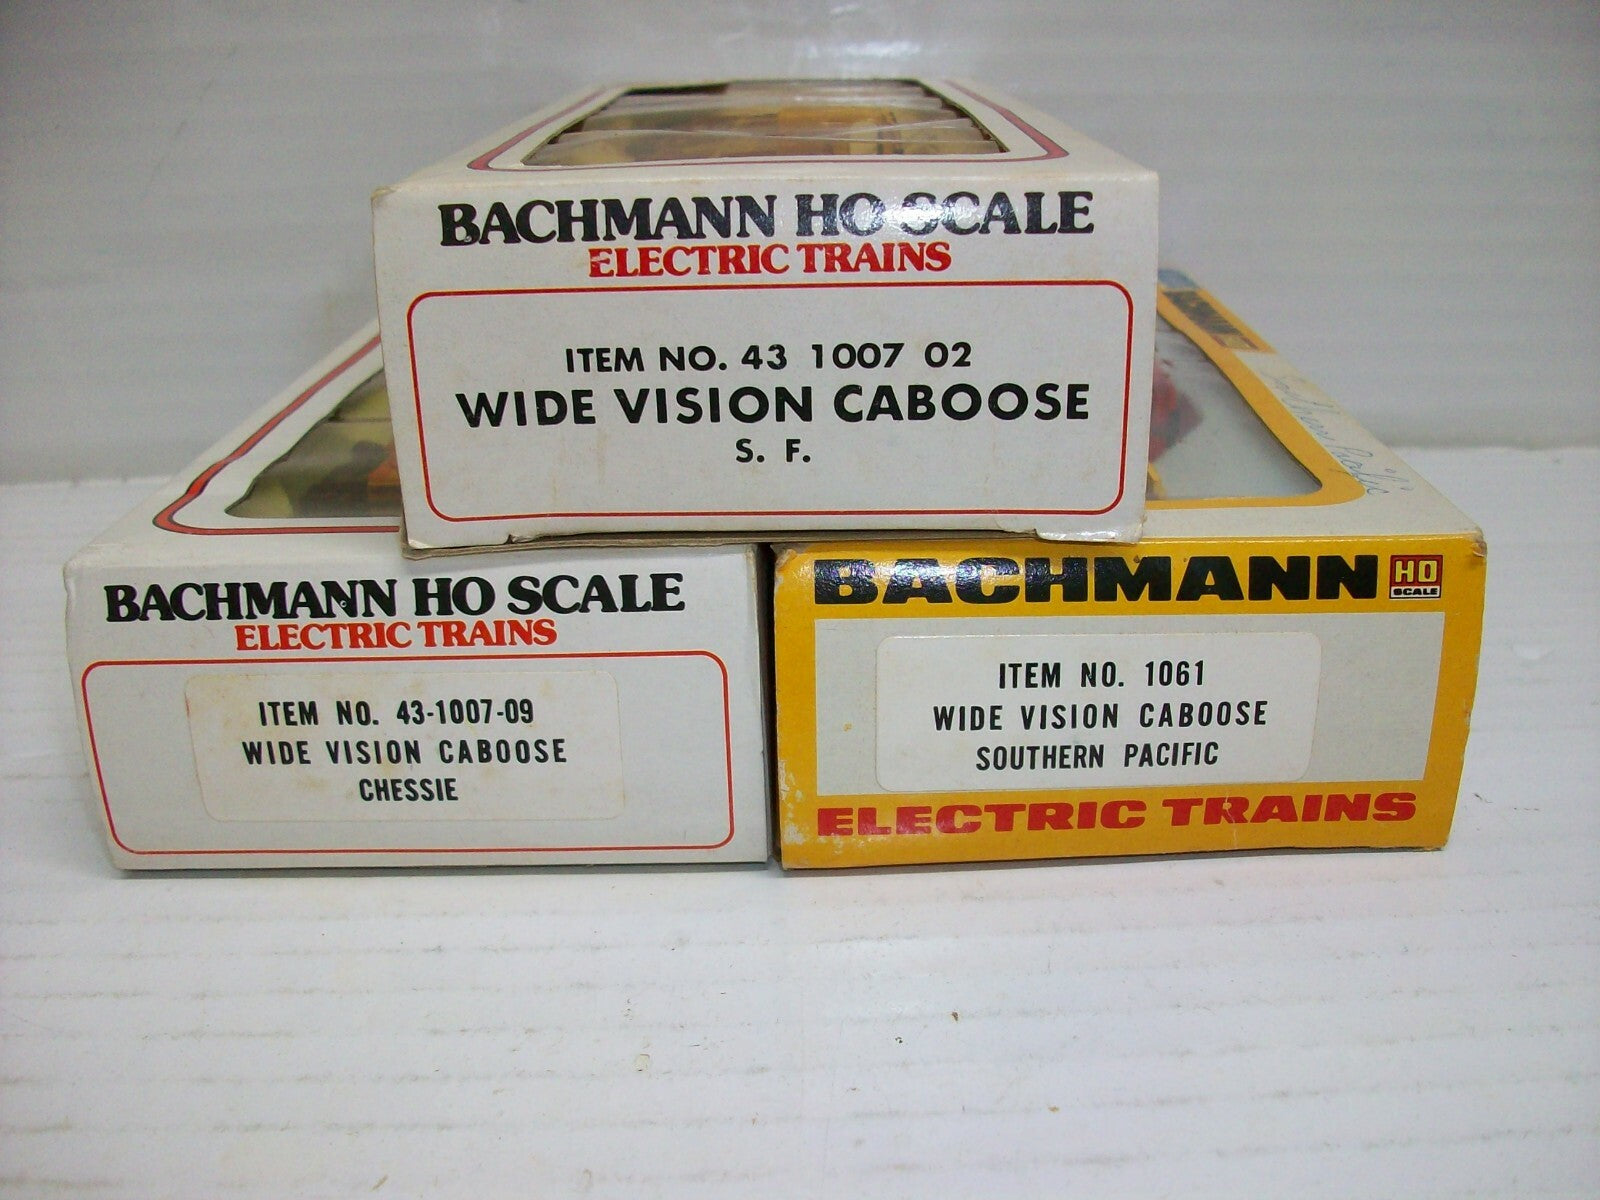 BACHMANN HO SCALE
ELECTRIC TRAINS
ITEM NO. 43 1007 02
WIDE VISION CABOOSE
S. F.
BACHMANN HO SCALE
ELECTRIC TRAINS
ITEM NO. 43-1007-09
WIDE VISION CABOOSE
CHESSIE
BACHMANN HO
SCALE
ITEM NO. 1061
WIDE VISION CABOOSE
SOUTHERN PACIFIC
ELECTRIC TRAINS